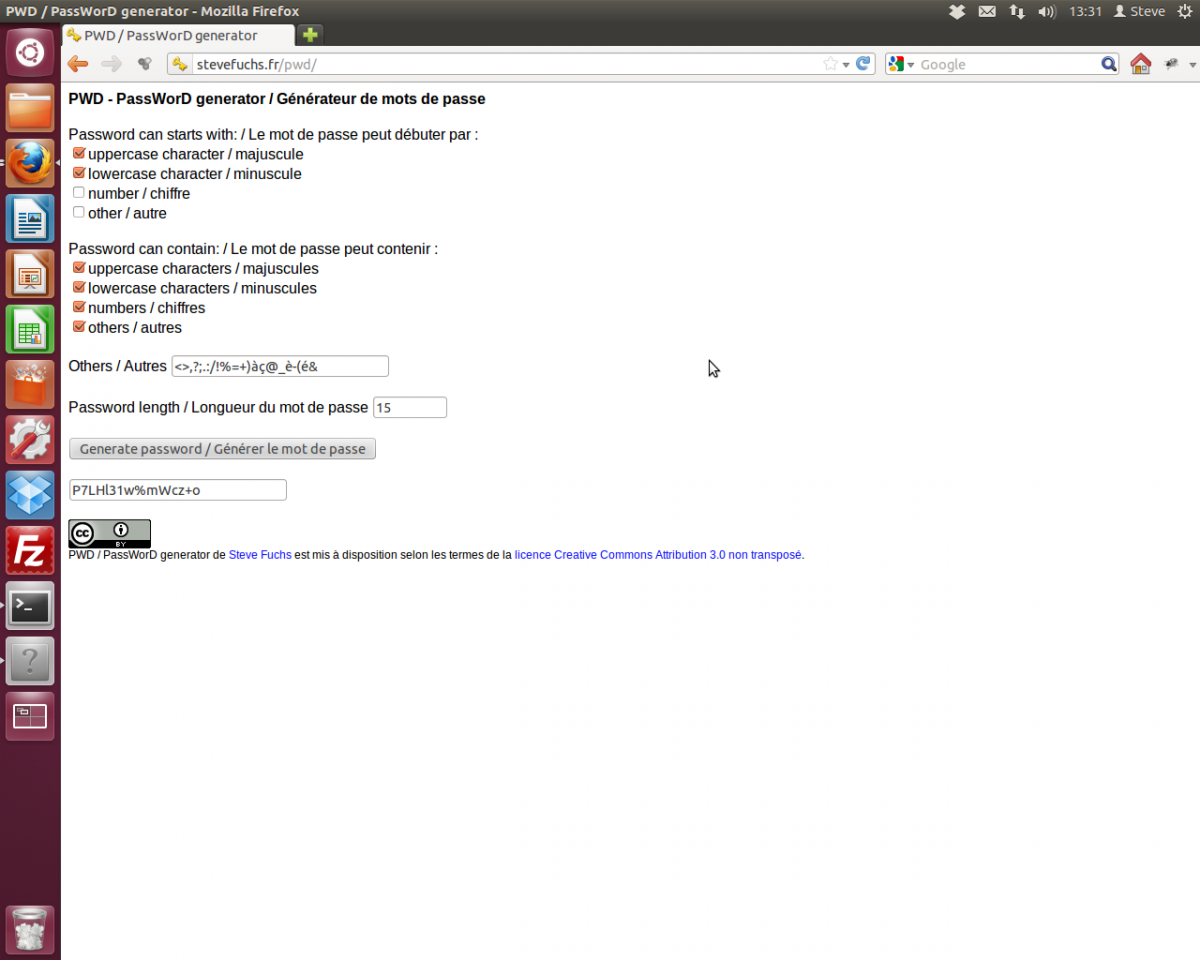 PWD / PassWorD generator - Mozilla Firefox
13:31 Steve
PWD / PassWorD generator
stevefuchs.fr/pwd/
Google
PWD - PassWorD generator / Générateur de mots de passe
Password can starts with: / Le mot de passe peut débuter par :
uppercase character / majuscule
lowercase character / minuscule
number / chiffre
other / autre
Password can contain: / Le mot de passe peut contenir :
uppercase characters / majuscules
lowercase characters / minuscules
numbers / chiffres
others / autres
Others / Autres <>,?;.:/!%=+)àç@_è-(é&
Password length / Longueur du mot de passe 15
Generate password / Générer le mot de passe
P7LHl31w%mWcz+o
cc BY
PWD / PassWorD generator de Steve Fuchs est mis à disposition selon les termes de la licence Creative Commons Attribution 3.0 non transposé.
Fz
>_
?